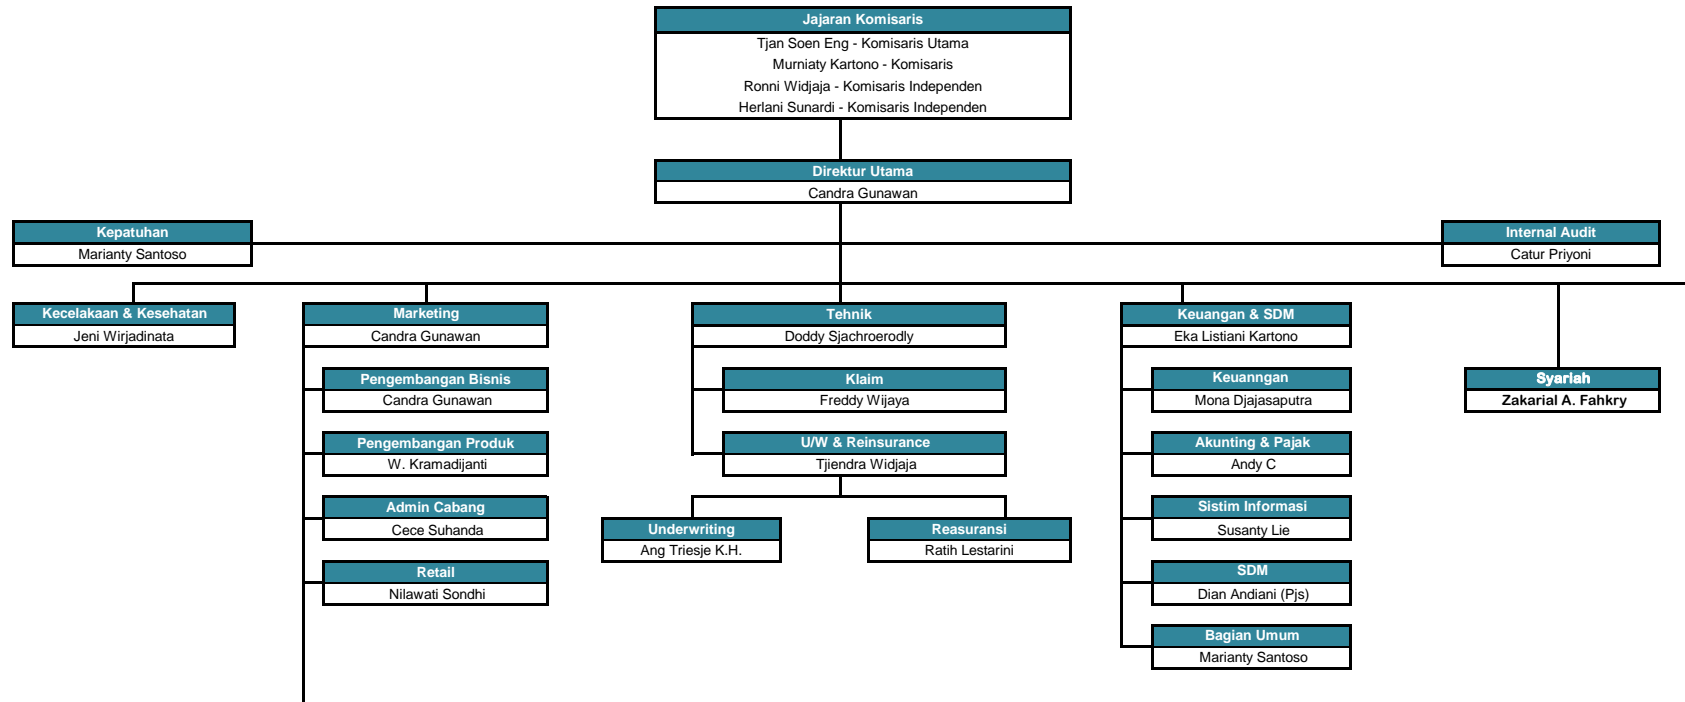 Jajaran Komisaris
Tjan Soen Eng - Komisaris Utama
Murniaty Kartono - Komisaris
Ronni Widjaja - Komisaris Independen
Herlani Sunardi - Komisaris Independen
Direktur Utama
Candra Gunawan
Kepatuhan
Marianty Santoso
Internal Audit
Catur Priyoni
Kecelakaan & Kesehatan
Jeni Wirjadinata
Marketing
Candra Gunawan
Pengembangan Bisnis
Candra Gunawan
Pengembangan Produk
W. Kramadijanti
Admin Cabang
Cece Suhanda
Retail
Nilawati Sondhi
Tehnik
Doddy Sjachroerodly
Klaim
Freddy Wijaya
U/W & Reinsurance
Tjiendra Widjaja
Underwriting
Ang Triesje K.H.
Reasuransi
Ratih Lestarini
Keuangan & SDM
Eka Listiani Kartono
Keuanngan
Mona Djajasaputra
Akunting & Pajak
Andy C
Sistim Informasi
Susanty Lie
SDM
Dian Andiani (Pjs)
Bagian Umum
Marianty Santoso
Syariah
Zakarial A. Fahkry